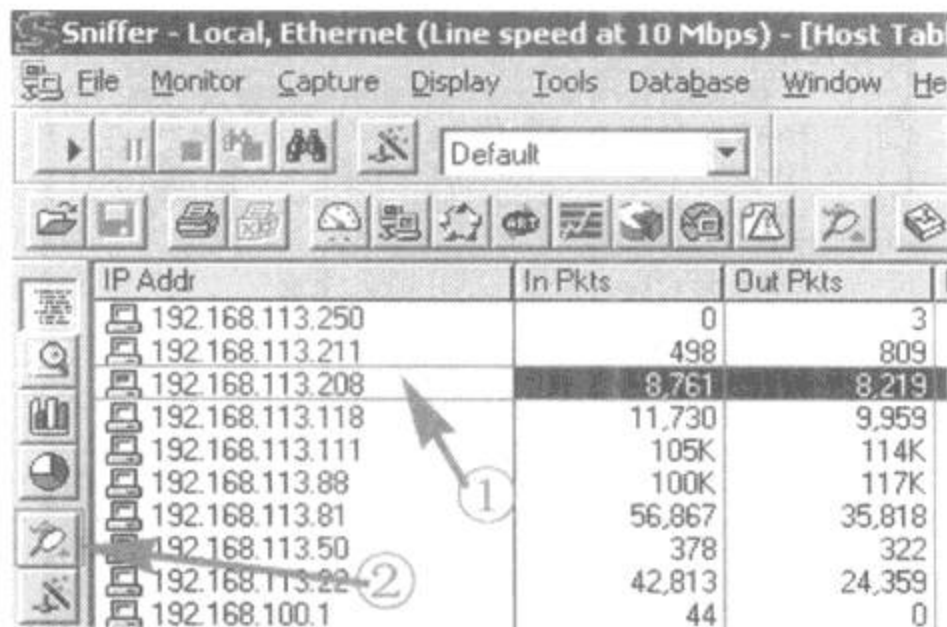 Sniffer - Local, Ethernet (Line speed at 10 Mbps) - [Host Tabl
File Monitor Capture Display Tools Database Window He
Default
IP Addr In Pkts Out Pkts
192.168.113.250 0 3
192.168.113.211 498 809
192.168.113.208 8,761 8,219
192.168.113.118 11,730 9,959
192.168.113.111 105K 114K
192.168.113.88 100K 117K
192.168.113.81 56,867 35,818
192.168.113.50 378 322
192.168.113.22 42,813 24,359
192.168.100.1 44 0
①
②